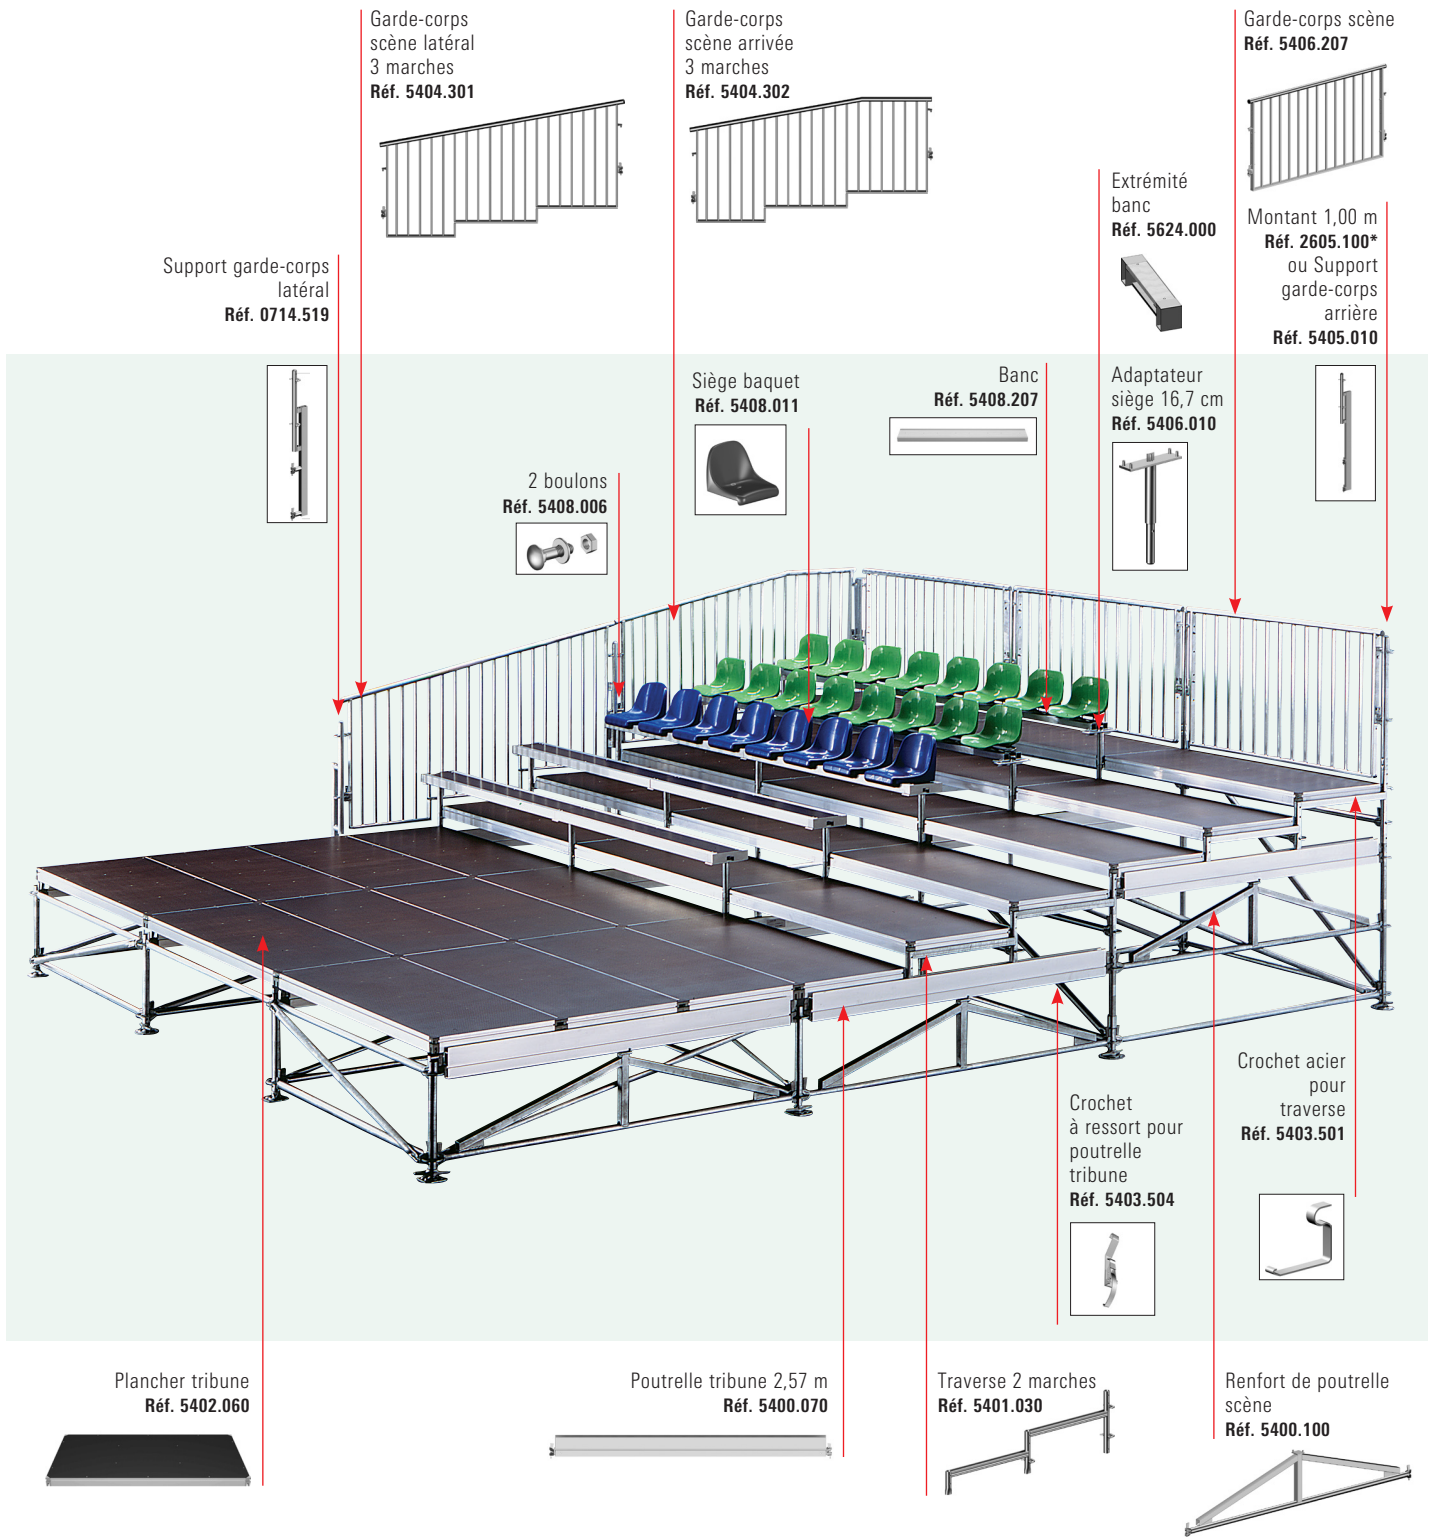 Garde-corps
scène latéral
3 marches
Réf. 5404.301
Garde-corps
scène arrivée
3 marches
Réf. 5404.302
Garde-corps scène
Réf. 5406.207
Extrémité
banc
Réf. 5624.000
Montant 1,00 m
Réf. 2605.100*
ou Support
garde-corps
arrière
Réf. 5405.010
Support garde-corps
latéral
Réf. 0714.519
Siège baquet
Réf. 5408.011
Banc
Réf. 5408.207
Adaptateur
siège 16,7 cm
Réf. 5406.010
2 boulons
Réf. 5408.006
Crochet acier
pour
traverse
Réf. 5403.501
Crochet
à ressort pour
poutrelle
tribune
Réf. 5403.504
Plancher tribune
Réf. 5402.060
Poutrelle tribune 2,57 m
Réf. 5400.070
Traverse 2 marches
Réf. 5401.030
Renfort de poutrelle
scène
Réf. 5400.100